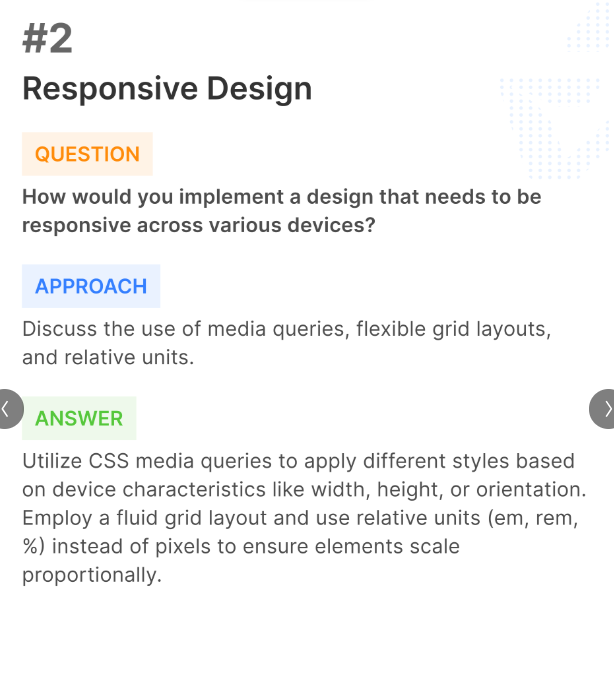 #2
Responsive Design
QUESTION
How would you implement a design that needs to be
responsive across various devices?
APPROACH
Discuss the use of media queries, flexible grid layouts,
and relative units.
ANSWER
Utilize CSS media queries to apply different styles based
on device characteristics like width, height, or orientation.
Employ a fluid grid layout and use relative units (em, rem,
%) instead of pixels to ensure elements scale
proportionally.